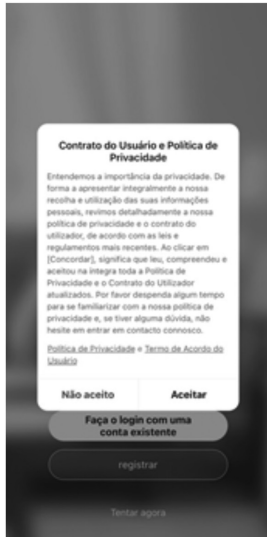 Contrato do Usuário e Política de
Privacidade
Entendemos a importância da privacidade. De
forma a apresentar integralmente a nossa
recolha e utilização das suas informações
pessoais, revimos detalhadamente a nossa
política de privacidade e o contrato do
utilizador, de acordo com as leis e
regulamentos mais recentes. Ao clicar em
[Concordar], significa que leu, compreendeu e
aceitou na íntegra toda a Política de
Privacidade e o Contrato do Utilizador
atualizados. Por favor despenda algum tempo
para se familiarizar com a nossa política de
privacidade e, se tiver alguma dúvida, não
hesite em entrar em contacto connosco.
Política de Privacidade e Termo de Acordo do
Usuário
Não aceito Aceitar
Faça o login com uma
conta existente
registrar
Tentar agora